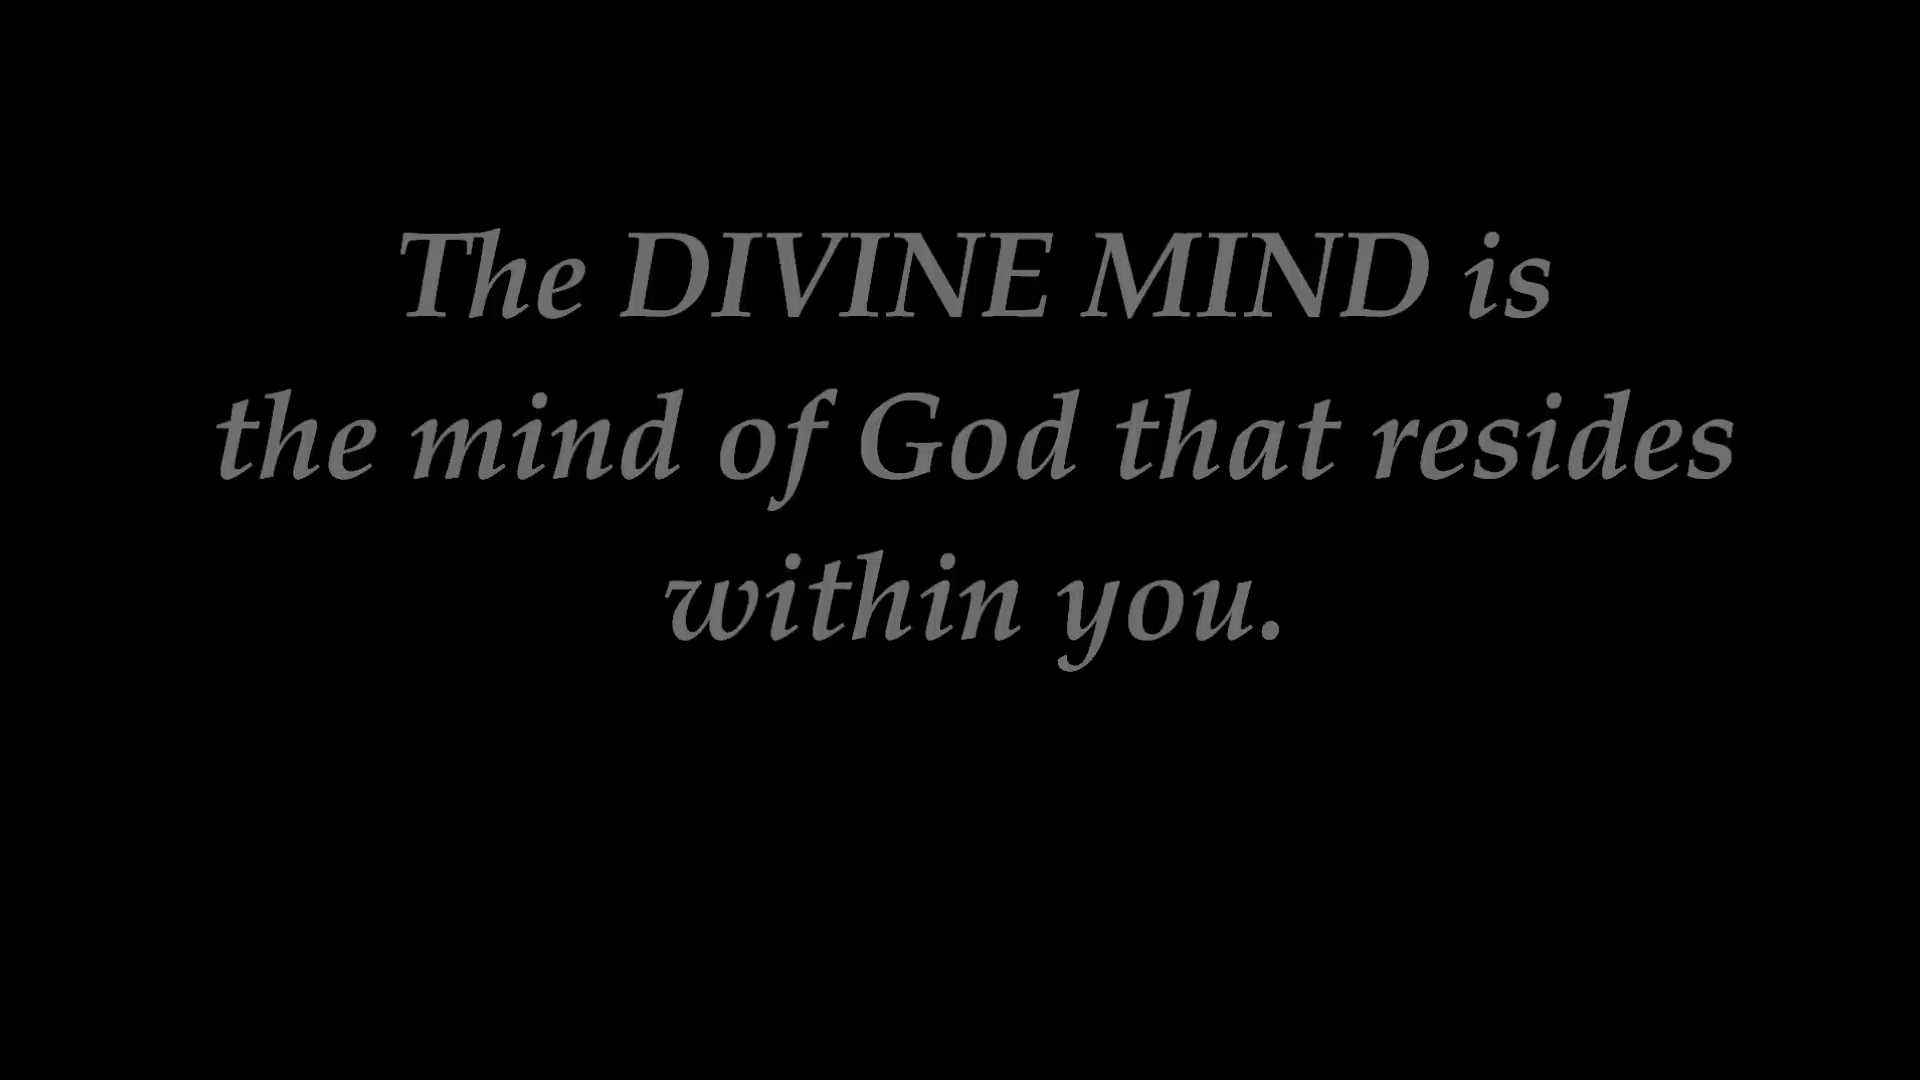 The DIVINE MIND is
the mind of God that resides
within you.